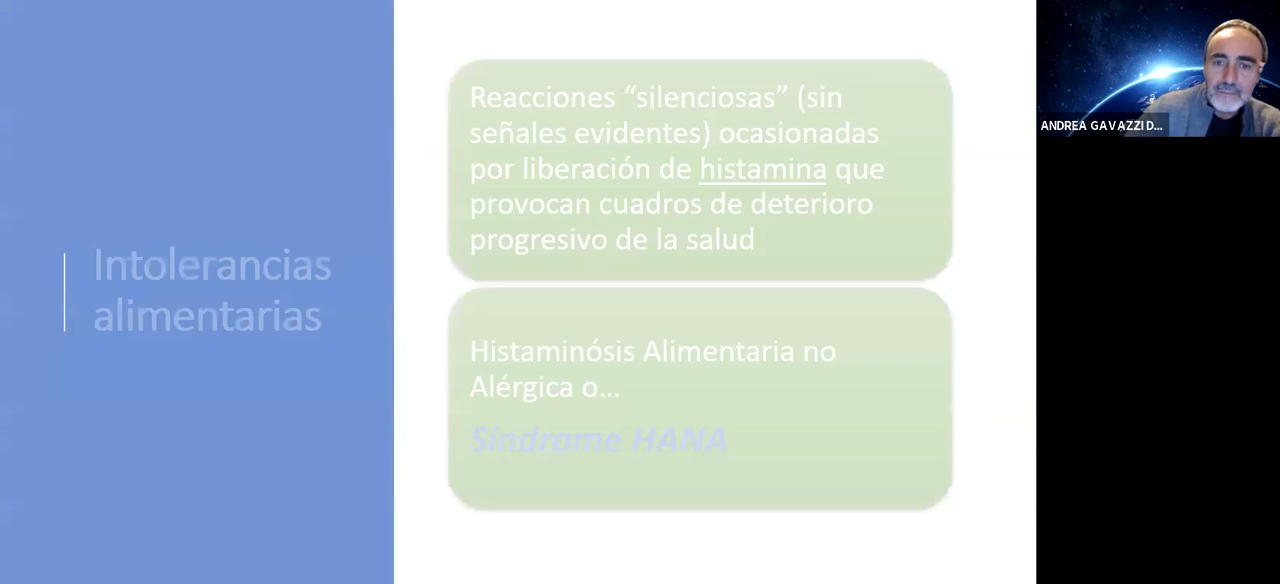 Intolerancias
alimentarias
Reacciones “silenciosas” (sin
señales evidentes) ocasionadas
por liberación de histamina que
provocan cuadros de deterioro
progresivo de la salud
Histaminósis Alimentaria no
Alérgica o...
Síndrome HANA
ANDREA GAVAZZI D...